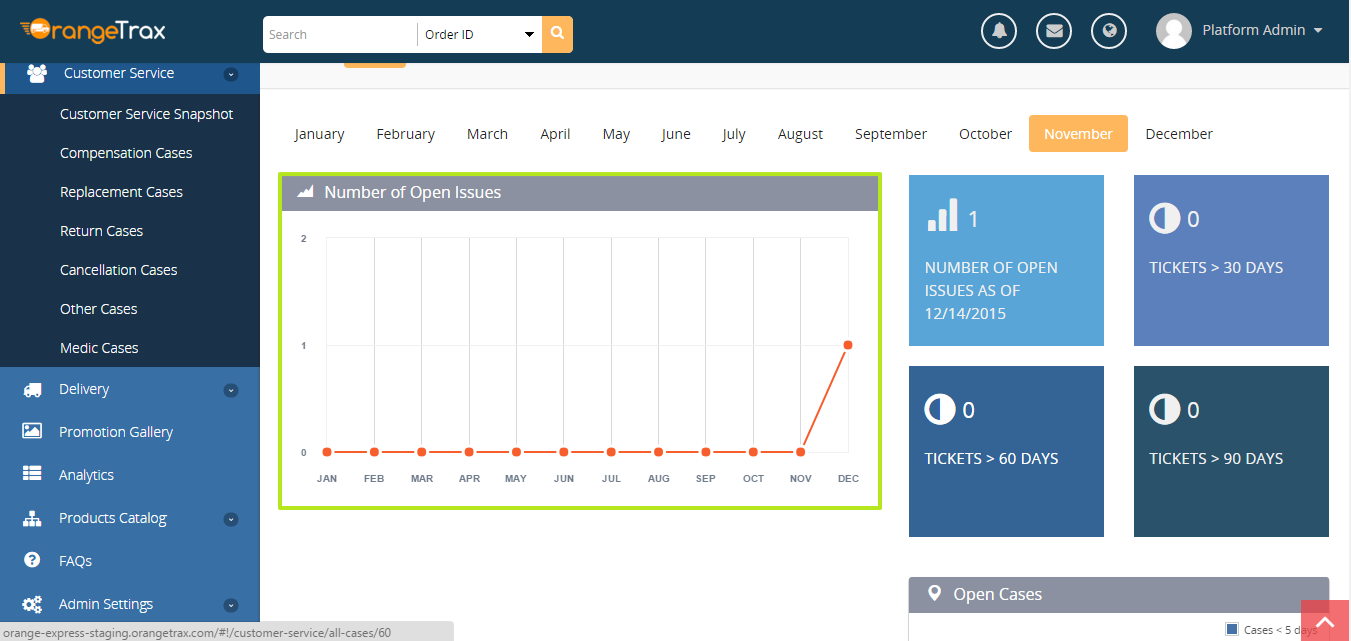 OrangeTrax
Search
Order ID
Platform Admin
Customer Service
Customer Service Snapshot
Compensation Cases
Replacement Cases
Return Cases
Cancellation Cases
Other Cases
Medic Cases
Delivery
Promotion Gallery
Analytics
Products Catalog
FAQs
Admin Settings
orange-express-staging.orangetrax.com/#!/customer-service/all-cases/60
January February March April May June July August September October November December
Number of Open Issues
2
1
0
JAN FEB MAR APR MAY JUN JUL AUG SEP OCT NOV DEC
1
NUMBER OF OPEN
ISSUES AS OF
12/14/2015
0
TICKETS > 30 DAYS
0
TICKETS > 60 DAYS
0
TICKETS > 90 DAYS
Open Cases
Cases < 5 days